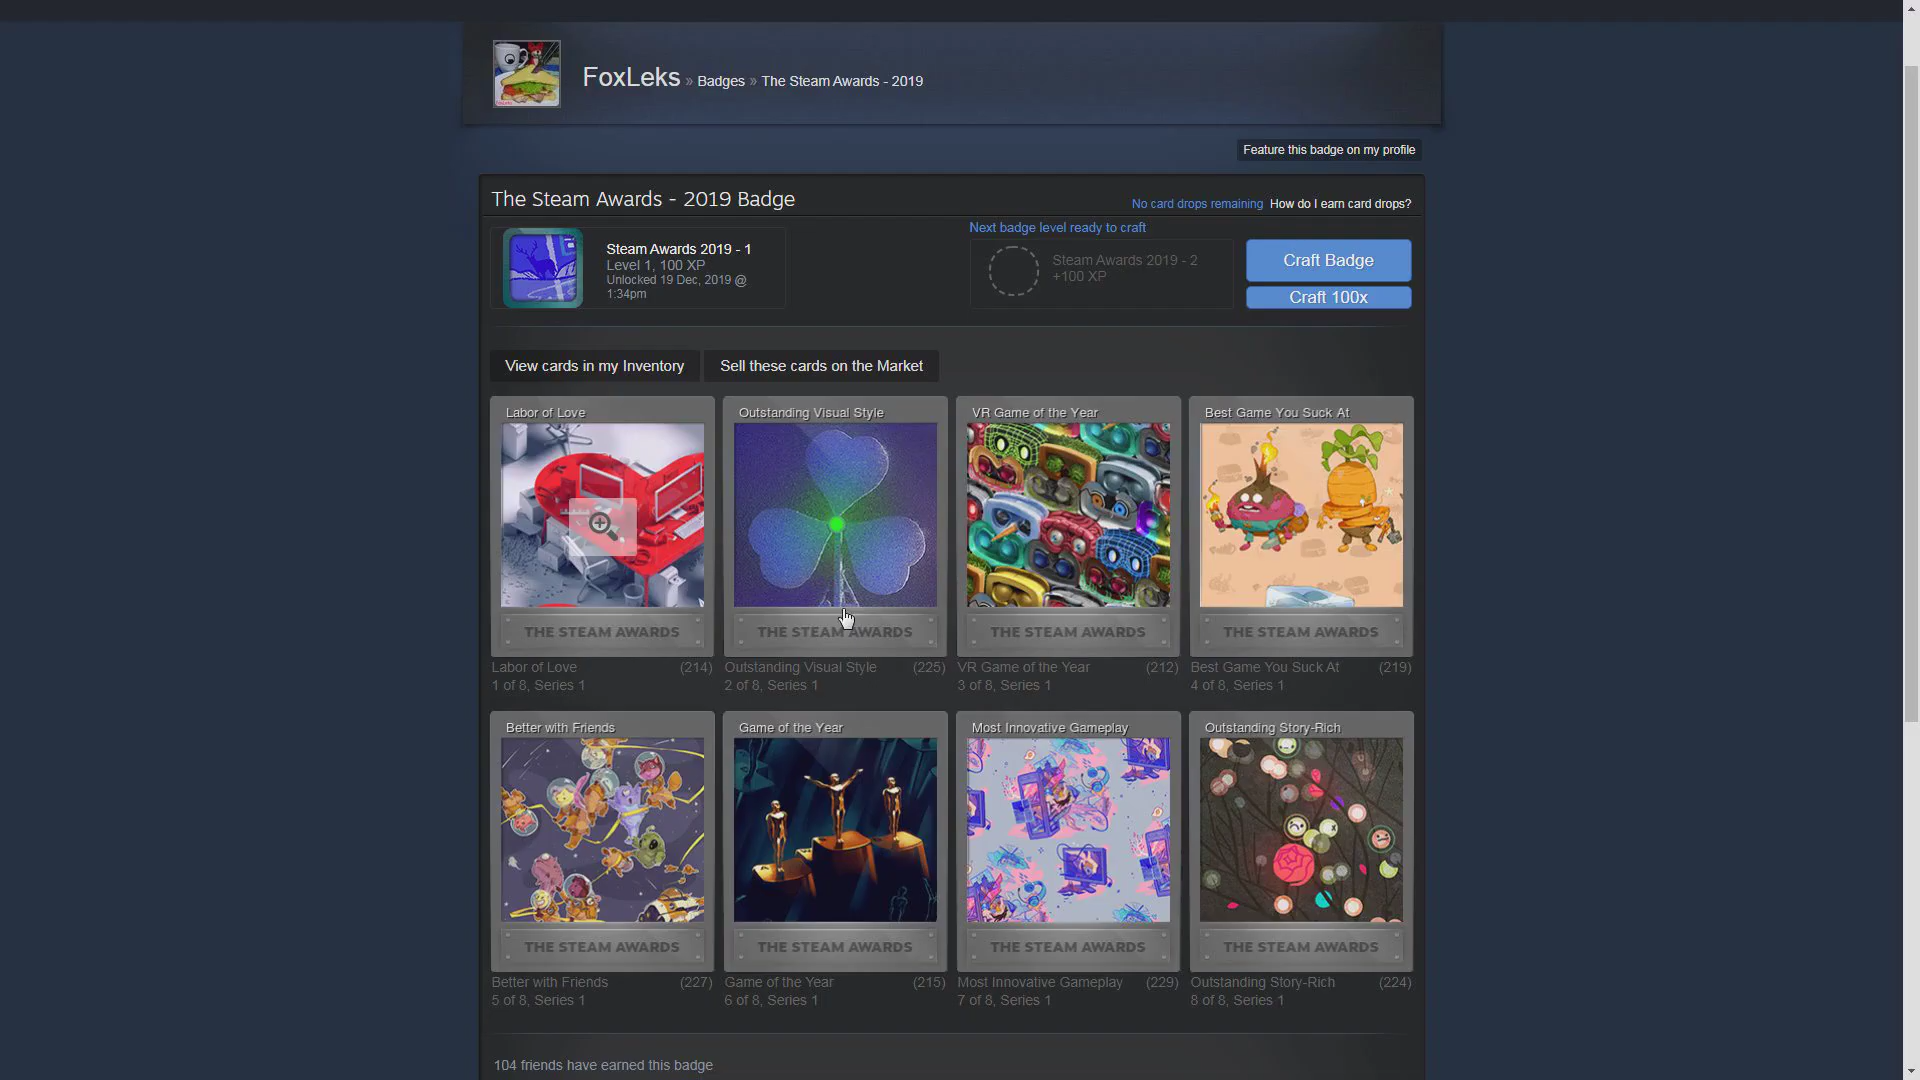 FoxLeks » Badges » The Steam Awards - 2019
Feature this badge on my profile
The Steam Awards - 2019 Badge
No card drops remaining How do I earn card drops?
Steam Awards 2019 - 1
Level 1, 100 XP
Unlocked 19 Dec, 2019 @
1:34pm
Next badge level ready to craft
Steam Awards 2019 - 2
+100 XP
Craft Badge
Craft 100x
View cards in my Inventory
Sell these cards on the Market
Labor of Love
THE STEAM AWARDS
Labor of Love (214)
1 of 8, Series 1
Outstanding Visual Style
THE STEAM AWARDS
Outstanding Visual Style (225)
2 of 8, Series 1
VR Game of the Year
THE STEAM AWARDS
VR Game of the Year (212)
3 of 8, Series 1
Best Game You Suck At
THE STEAM AWARDS
Best Game You Suck At (219)
4 of 8, Series 1
Better with Friends
THE STEAM AWARDS
Better with Friends (227)
5 of 8, Series 1
Game of the Year
THE STEAM AWARDS
Game of the Year (215)
6 of 8, Series 1
Most Innovative Gameplay
THE STEAM AWARDS
Most Innovative Gameplay (229)
7 of 8, Series 1
Outstanding Story-Rich
THE STEAM AWARDS
Outstanding Story-Rich (224)
8 of 8, Series 1
104 friends have earned this badge